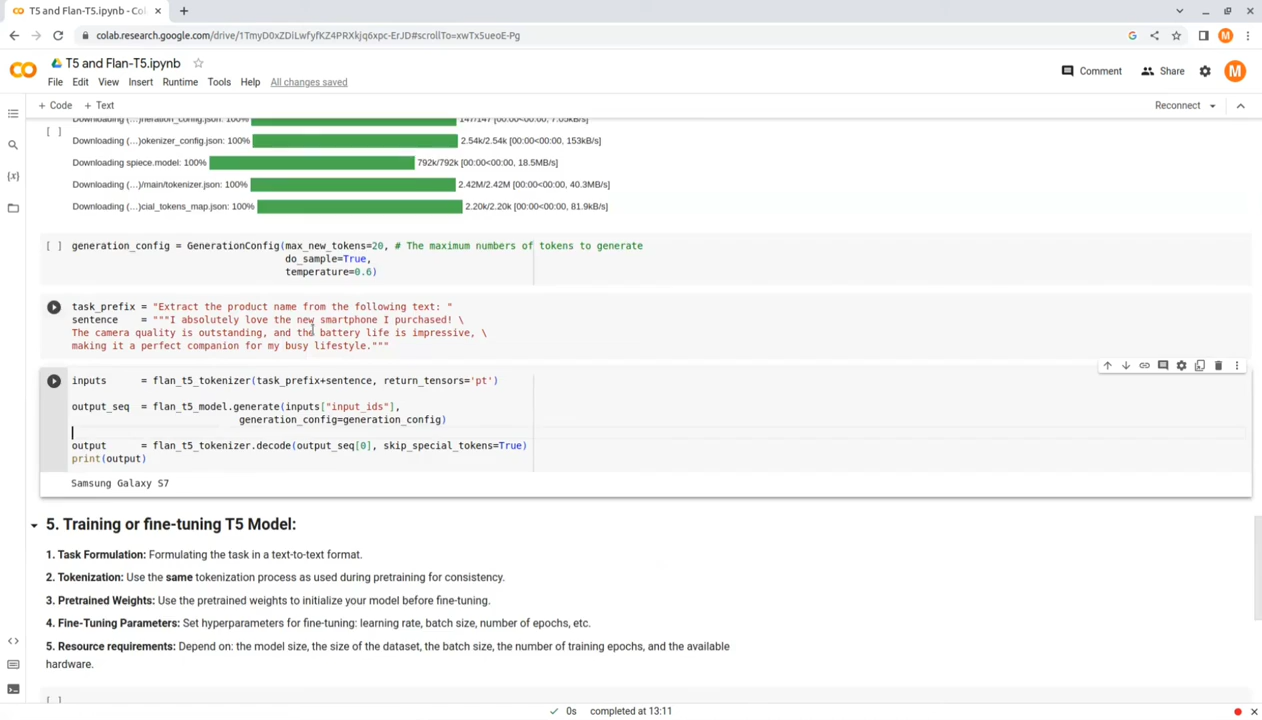 T5 and Flan-T5.ipynb - Col
colab.research.google.com/drive/1TmyD0xZDiLwfyfKZ4PRXkjq6xpc-ErJD#scrollTo=xwTx5ueoE-Pg
M
T5 and Flan-T5.ipynb
File Edit View Insert Runtime Tools Help All changes saved
Comment Share M
+ Code + Text Reconnect
Downloading (…)neration_config.json: 100% 147/147 [00:00<00:00, 7.05kB/s]
[ ]
Downloading (…)okenizer_config.json: 100% 2.54k/2.54k [00:00<00:00, 153kB/s]
Downloading spiece.model: 100% 792k/792k [00:00<00:00, 18.5MB/s]
Downloading (…)/main/tokenizer.json: 100% 2.42M/2.42M [00:00<00:00, 40.3MB/s]
Downloading (…)cial_tokens_map.json: 100% 2.20k/2.20k [00:00<00:00, 81.9kB/s]
[ ] generation_config = GenerationConfig(max_new_tokens=20, # The maximum numbers of tokens to generate
do_sample=True,
temperature=0.6)
task_prefix = "Extract the product name from the following text: "
sentence = """I absolutely love the new smartphone I purchased! \
The camera quality is outstanding, and the battery life is impressive, \
making it a perfect companion for my busy lifestyle."""
inputs = flan_t5_tokenizer(task_prefix+sentence, return_tensors='pt')
output_seq = flan_t5_model.generate(inputs["input_ids"],
generation_config=generation_config)
output = flan_t5_tokenizer.decode(output_seq[0], skip_special_tokens=True)
print(output)
Samsung Galaxy S7
5. Training or fine-tuning T5 Model:
1. Task Formulation: Formulating the task in a text-to-text format.
2. Tokenization: Use the same tokenization process as used during pretraining for consistency.
3. Pretrained Weights: Use the pretrained weights to initialize your model before fine-tuning.
4. Fine-Tuning Parameters: Set hyperparameters for fine-tuning: learning rate, batch size, number of epochs, etc.
5. Resource requirements: Depend on: the model size, the size of the dataset, the batch size, the number of training epochs, and the available
hardware.
[ ]
0s completed at 13:11